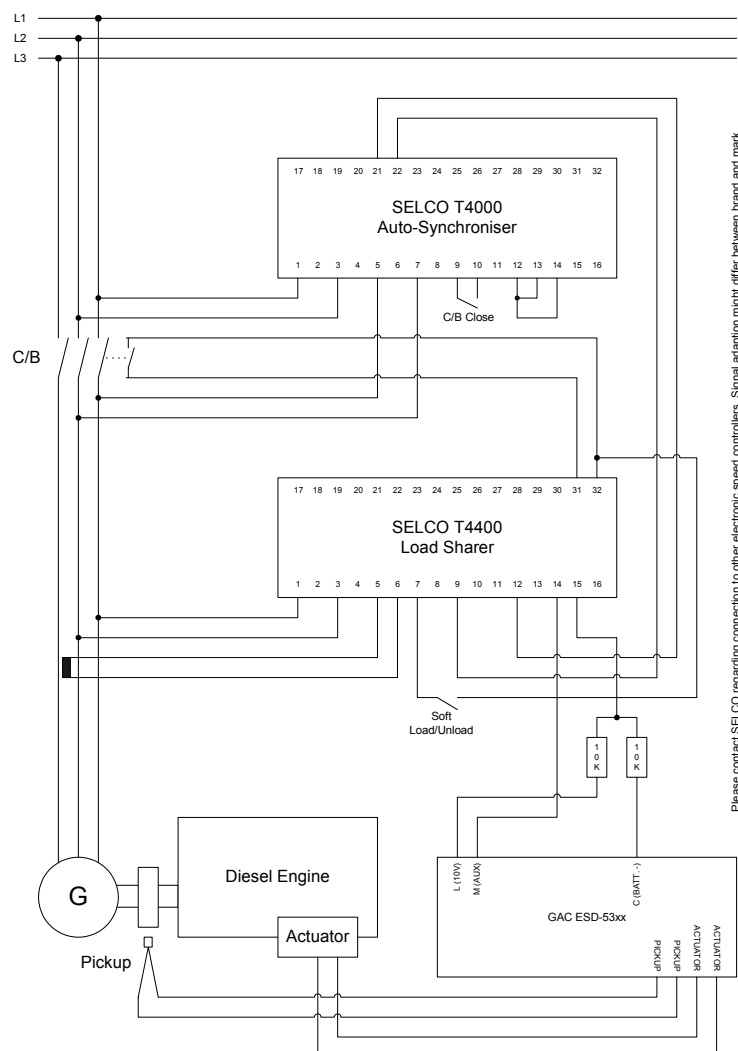 L1
L2
L3
17 18 19 20 21 22 23 24 25 26 27 28 29 30 31 32
SELCO T4000
Auto-Synchroniser
1 2 3 4 5 6 7 8 9 10 11 12 13 14 15 16
C/B Close
C/B
17 18 19 20 21 22 23 24 25 26 27 28 29 30 31 32
SELCO T4400
Load Sharer
1 2 3 4 5 6 7 8 9 10 11 12 13 14 15 16
Soft
Load/Unload
10K
10K
L (10V)
M (AUX)
C (BATT. -)
GAC ESD-53xx
PICKUP
PICKUP
ACTUATOR
ACTUATOR
Diesel Engine
G
Actuator
Pickup
Please contact SELCO regarding connection to other electronic speed controllers. Signal adaption might differ between brand and mark